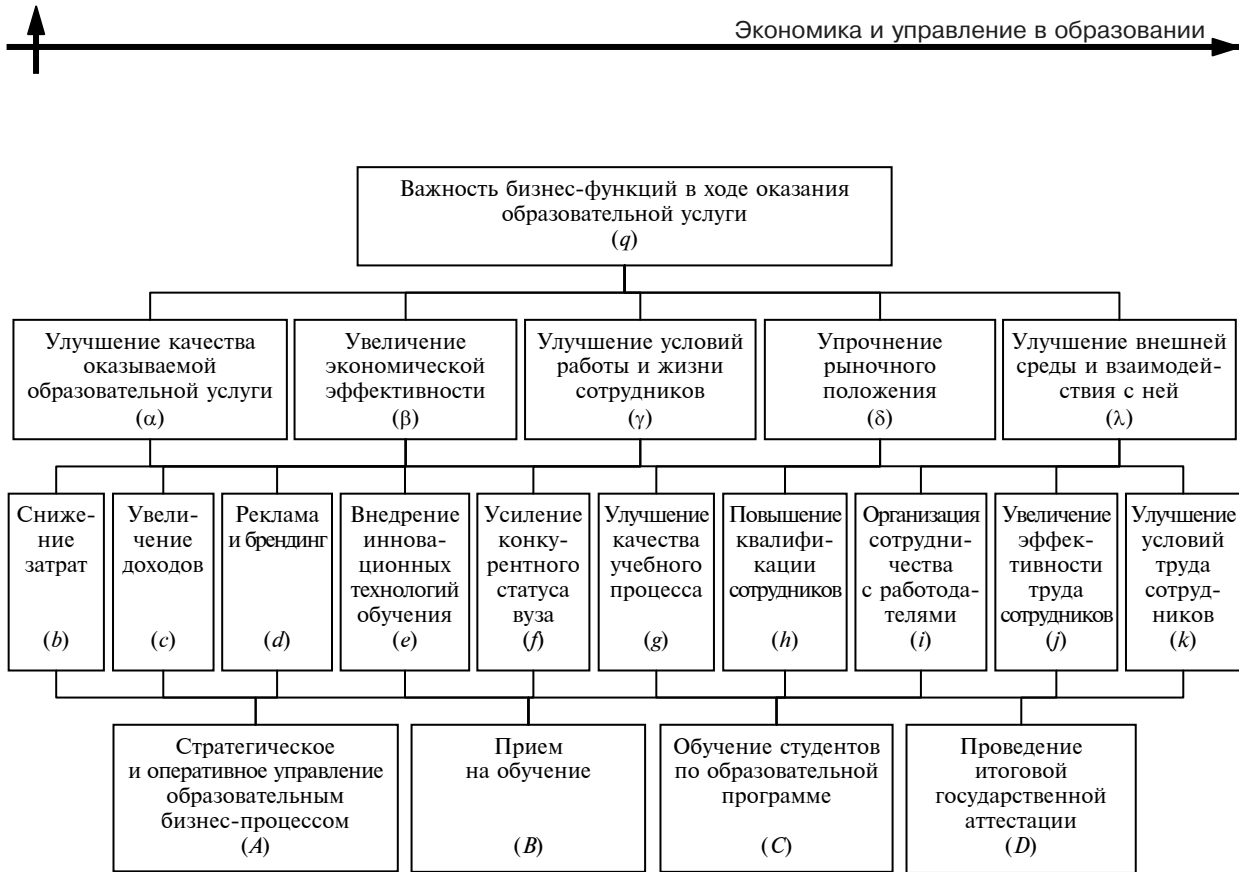 Экономика и управление в образовании
Важность бизнес-функций в ходе оказания
образовательной услуги
(q)
Улучшение качества
оказываемой
образовательной услуги
(α)
Увеличение
экономической
эффективности
(β)
Улучшение условий
работы и жизни
сотрудников
(γ)
Упрочнение
рыночного
положения
(δ)
Улучшение внешней
среды и взаимодей-
ствия с ней
(λ)
Сниже-
ние
затрат
(b)
Увели-
чение
доходов
(c)
Реклама
и брендинг
(d)
Внедрение
иннова-
ционных
технологий
обучения
(e)
Усиление
конку-
рентного
статуса
вуза
(f)
Улучшение
качества
учебного
процесса
(g)
Повышение
квалифи-
кации
сотрудников
(h)
Организация
сотрудни-
чества
с работода-
телями
(i)
Увеличение
эффек-
тивности
труда
сотрудников
(j)
Улучшение
условий
труда
сотруд-
ников
(k)
Стратегическое
и оперативное управление
образовательным
бизнес-процессом
(A)
Прием
на обучение
(B)
Обучение студентов
по образовательной
программе
(C)
Проведение
итоговой
государственной
аттестации
(D)